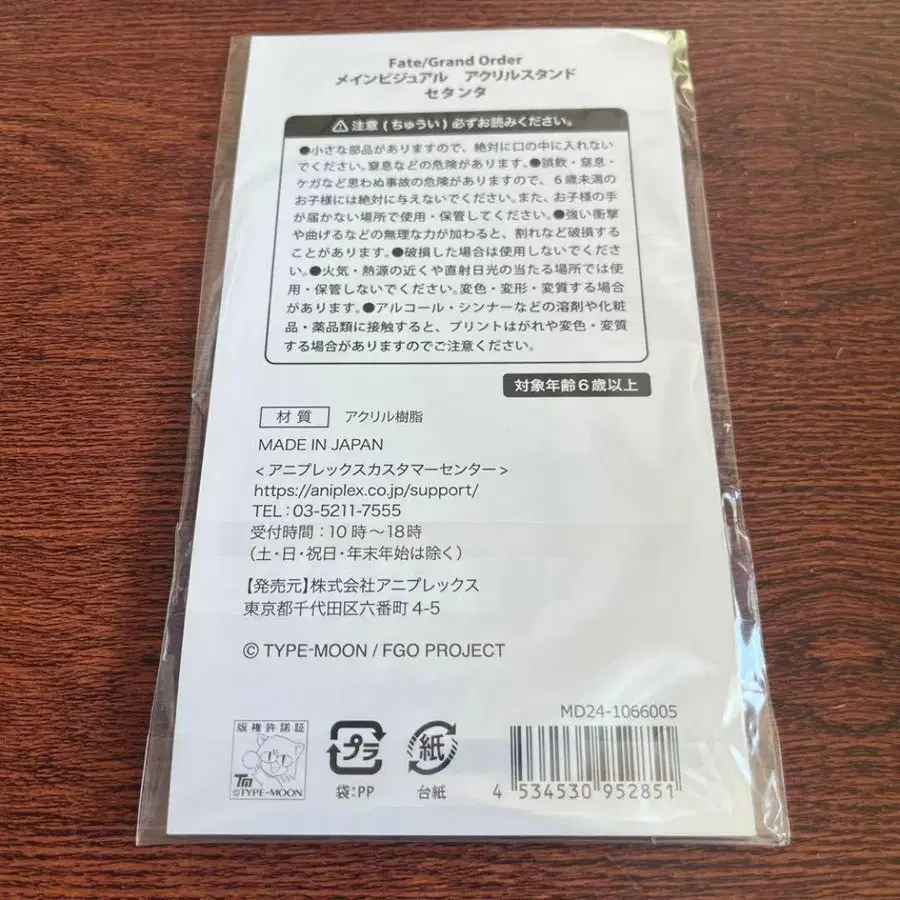 Fate/Grand Order
メインビジュアル　アクリルスタンド
セタンタ
注意(ちゅうい)必ずお読みください。
●小さな部品がありますので、絶対に口の中に入れない
でください。窒息などの危険があります。●誤飲・窒息・
ケガなど思わぬ事故の危険がありますので、6歳未満の
お子様には絶対に与えないでください。また、お子様の手
が届かない場所で使用・保管してください。●強い衝撃
や曲げるなどの無理な力が加わると、割れなど破損する
ことがあります。●破損した場合は使用しないでくださ
い。●火気・熱源の近くや直射日光の当たる場所では使
用・保管しないでください。変色・変形・変質する場合
があります。●アルコール・シンナーなどの溶剤や化粧
品・薬品類に接触すると、プリントはがれや変色・変質
する場合がありますのでご注意ください。
対象年齢6歳以上
材質　アクリル樹脂
MADE IN JAPAN
<アニプレックスカスタマーセンター>
https://aniplex.co.jp/support/
TEL:03-5211-7555
受付時間:10時〜18時
(土・日・祝日・年末年始は除く)
【発売元】株式会社アニプレックス
東京都千代田区六番町4-5
© TYPE-MOON / FGO PROJECT
MD24-1066005
版権許諾証
TM
©TYPE-MOON
プラ
袋:PP
紙
台紙
4 534530 952851